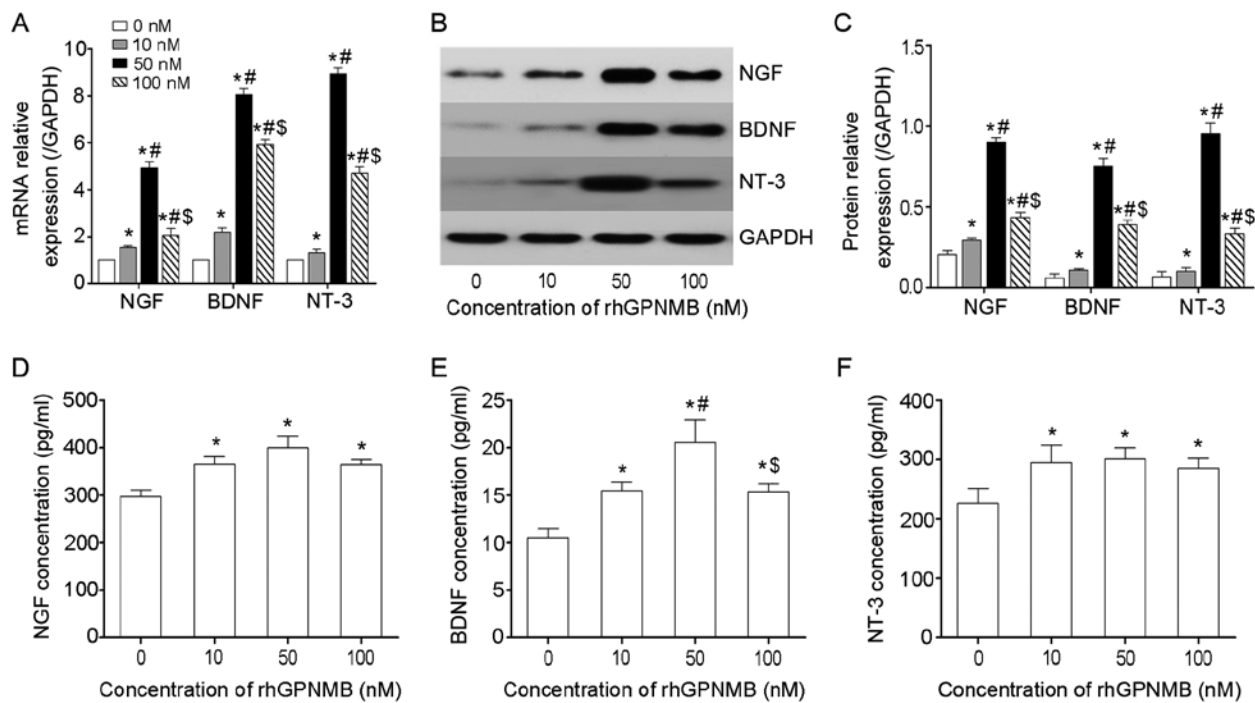 A
0 nM
10 nM
50 nM
100 nM
mRNA relative
expression (/GAPDH)
10
8
6
4
2
0
*
*#
*#$
*
*#
*#$
*
*#
*#$
NGF BDNF NT-3
B
NGF
BDNF
NT-3
GAPDH
0 10 50 100
Concentration of rhGPNMB (nM)
C
Protein relative
expression (/GAPDH)
1.5
1.0
0.5
0.0
*
*#
*#$
*
*#
*#$
*
*#
*#$
NGF BDNF NT-3
D
NGF concentration (pg/ml)
500
400
300
200
100
0
* * *
0 10 50 100
Concentration of rhGPNMB (nM)
E
BDNF concentration (pg/ml)
25
20
15
10
5
0
* *# *$
0 10 50 100
Concentration of rhGPNMB (nM)
F
NT-3 concentration (pg/ml)
400
300
200
100
0
* * *
0 10 50 100
Concentration of rhGPNMB (nM)